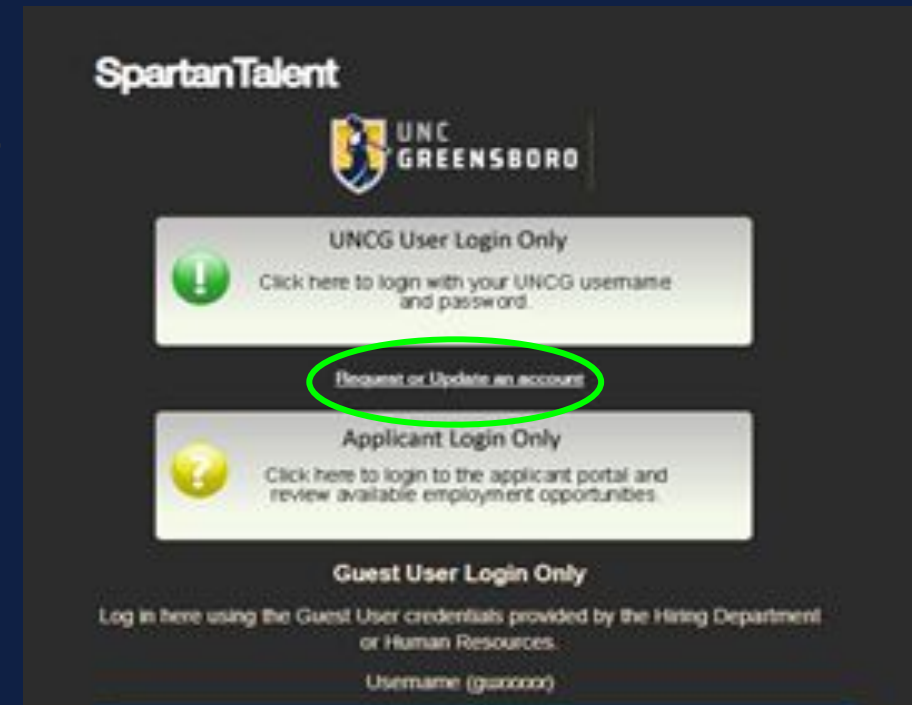 SpartanTalent
UNC
GREENSBORO
UNCG User Login Only
Click here to login with your UNCG username
and password.
Request or Update an account
Applicant Login Only
Click here to login to the applicant portal and
review available employment opportunities.
Guest User Login Only
Log in here using the Guest User credentials provided by the Hiring Department
or Human Resources.
Username (guxxxxx)